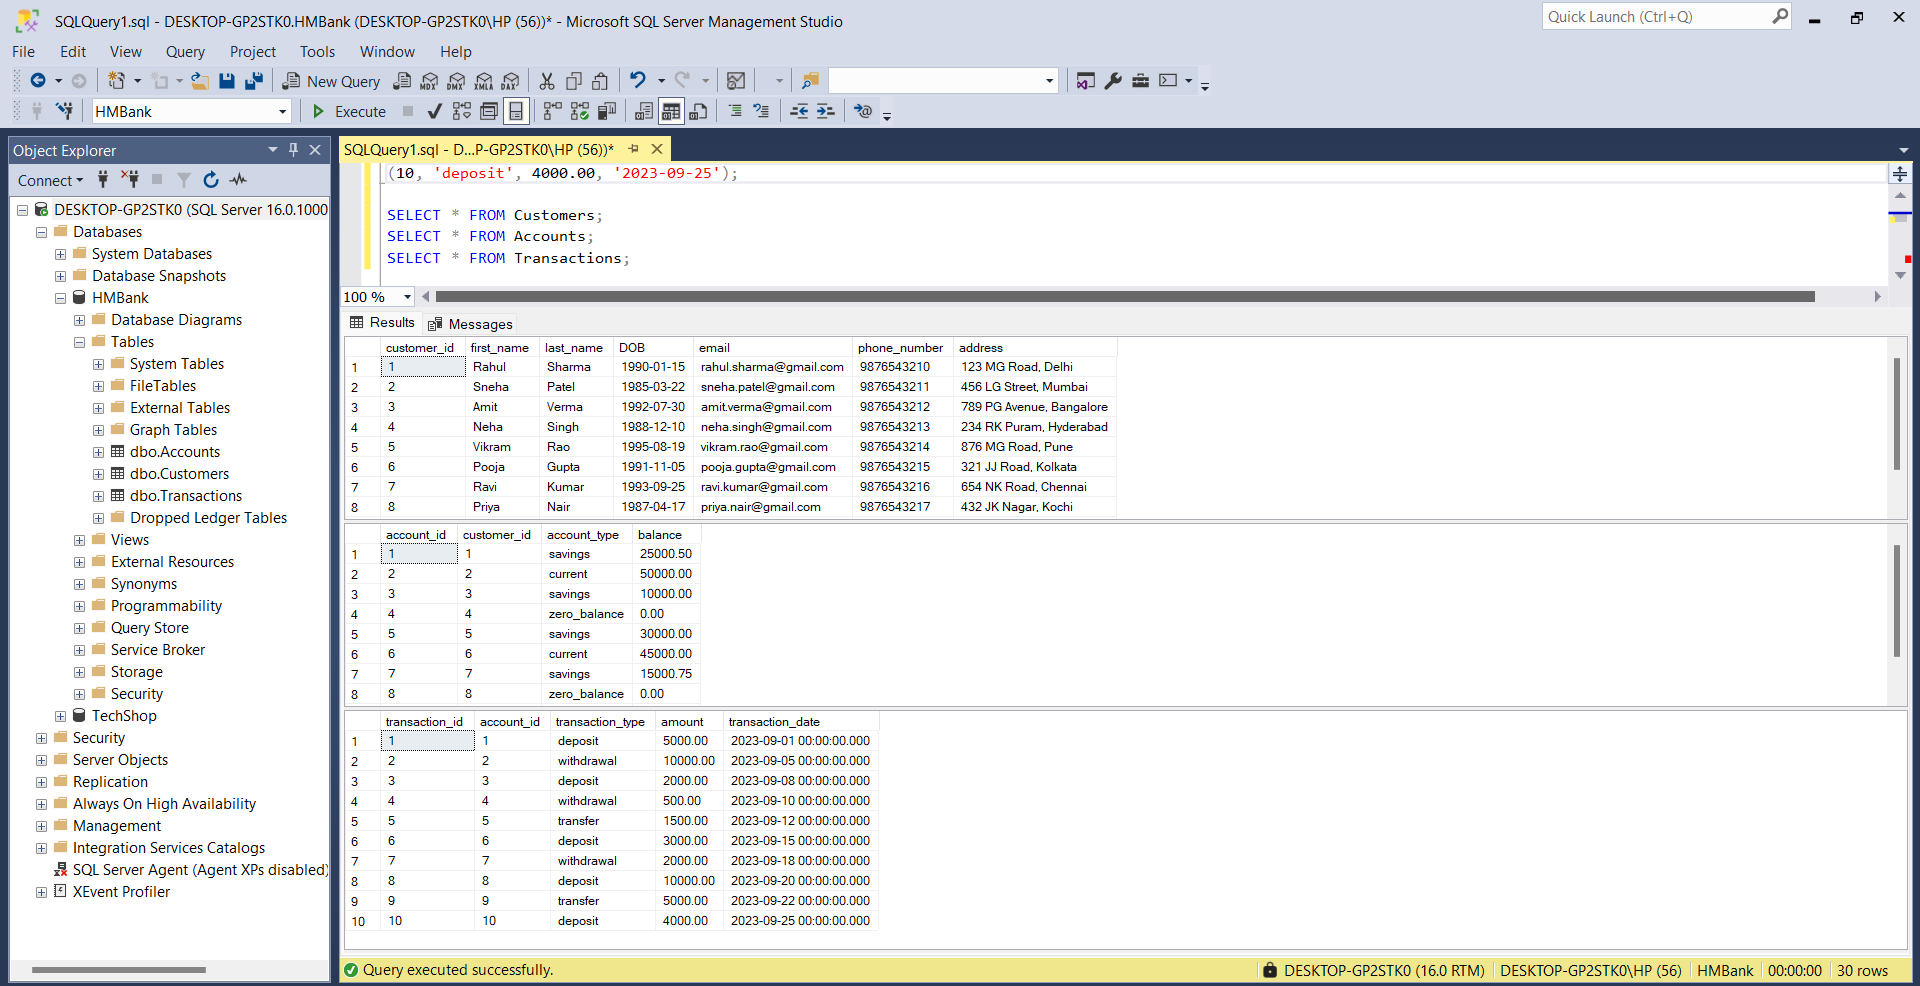 SQLQuery1.sql - DESKTOP-GP2STK0.HMBank (DESKTOP-GP2STK0\HP (56))* - Microsoft SQL Server Management Studio
Quick Launch (Ctrl+Q)
File Edit View Query Project Tools Window Help
New Query MDX DMX XMLA DAX
HMBank Execute
Object Explorer
Connect
DESKTOP-GP2STK0 (SQL Server 16.0.1000
Databases
System Databases
Database Snapshots
HMBank
Database Diagrams
Tables
System Tables
FileTables
External Tables
Graph Tables
dbo.Accounts
dbo.Customers
dbo.Transactions
Dropped Ledger Tables
Views
External Resources
Synonyms
Programmability
Query Store
Service Broker
Storage
Security
TechShop
Security
Server Objects
Replication
Always On High Availability
Management
Integration Services Catalogs
SQL Server Agent (Agent XPs disabled)
XEvent Profiler
SQLQuery1.sql - D...P-GP2STK0\HP (56))*
(10, 'deposit', 4000.00, '2023-09-25');
SELECT * FROM Customers;
SELECT * FROM Accounts;
SELECT * FROM Transactions;
100 %
Results Messages
customer_id first_name last_name DOB email phone_number address
1 1 Rahul Sharma 1990-01-15 rahul.sharma@gmail.com 9876543210 123 MG Road, Delhi
2 2 Sneha Patel 1985-03-22 sneha.patel@gmail.com 9876543211 456 LG Street, Mumbai
3 3 Amit Verma 1992-07-30 amit.verma@gmail.com 9876543212 789 PG Avenue, Bangalore
4 4 Neha Singh 1988-12-10 neha.singh@gmail.com 9876543213 234 RK Puram, Hyderabad
5 5 Vikram Rao 1995-08-19 vikram.rao@gmail.com 9876543214 876 MG Road, Pune
6 6 Pooja Gupta 1991-11-05 pooja.gupta@gmail.com 9876543215 321 JJ Road, Kolkata
7 7 Ravi Kumar 1993-09-25 ravi.kumar@gmail.com 9876543216 654 NK Road, Chennai
8 8 Priya Nair 1987-04-17 priya.nair@gmail.com 9876543217 432 JK Nagar, Kochi
account_id customer_id account_type balance
1 1 1 savings 25000.50
2 2 2 current 50000.00
3 3 3 savings 10000.00
4 4 4 zero_balance 0.00
5 5 5 savings 30000.00
6 6 6 current 45000.00
7 7 7 savings 15000.75
8 8 8 zero_balance 0.00
transaction_id account_id transaction_type amount transaction_date
1 1 1 deposit 5000.00 2023-09-01 00:00:00.000
2 2 2 withdrawal 10000.00 2023-09-05 00:00:00.000
3 3 3 deposit 2000.00 2023-09-08 00:00:00.000
4 4 4 withdrawal 500.00 2023-09-10 00:00:00.000
5 5 5 transfer 1500.00 2023-09-12 00:00:00.000
6 6 6 deposit 3000.00 2023-09-15 00:00:00.000
7 7 7 withdrawal 2000.00 2023-09-18 00:00:00.000
8 8 8 deposit 10000.00 2023-09-20 00:00:00.000
9 9 9 transfer 5000.00 2023-09-22 00:00:00.000
10 10 10 deposit 4000.00 2023-09-25 00:00:00.000
Query executed successfully.
DESKTOP-GP2STK0 (16.0 RTM) DESKTOP-GP2STK0\HP (56) HMBank 00:00:00 30 rows